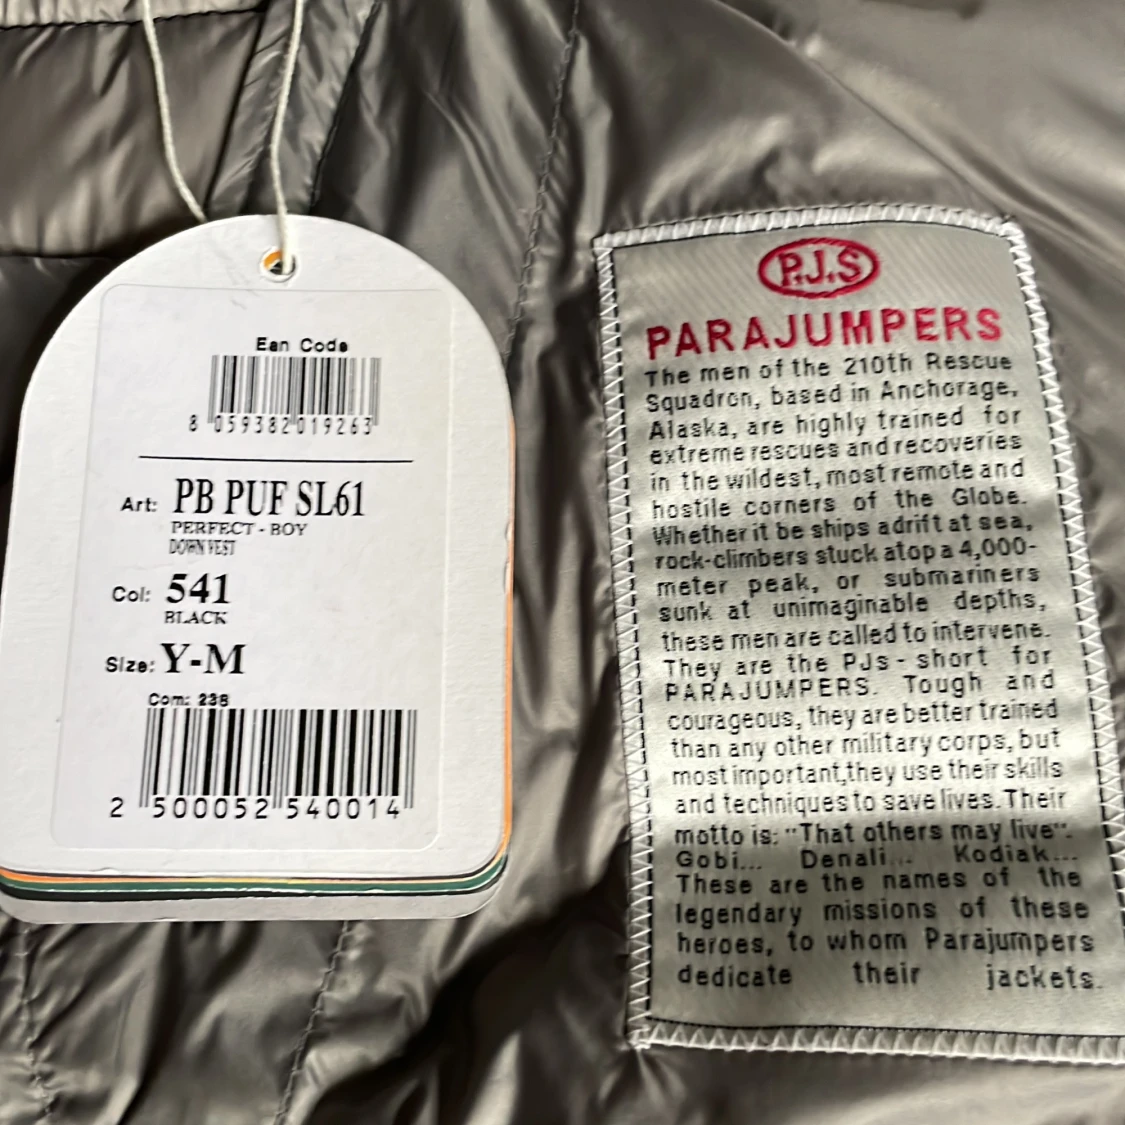 Ean Code
8 059382019263
Art: PB PUF SL61
PERFECT - BOY
DOWN VEST
Col: 541
BLACK
Size: Y-M
Com: 238
2 500052 540014
P.J.S
PARAJUMPERS
The men of the 210th Rescue
Squadron, based in Anchorage,
Alaska, are highly trained for
extreme rescues and recoveries
in the wildest, most remote and
hostile corners of the Globe.
Whether it be ships adrift at sea,
rock-climbers stuck atop a 4,000-
meter peak, or submariners
sunk at unimaginable depths,
these men are called to intervene.
They are the PJs - short for
PARAJUMPERS. Tough and
courageous, they are better trained
than any other military corps, but
most important,they use their skills
and techniques to save lives. Their
motto is: "That others may live".
Gobi... Denali... Kodiak...
These are the names of the
legendary missions of these
heroes, to whom Parajumpers
dedicate their jackets.